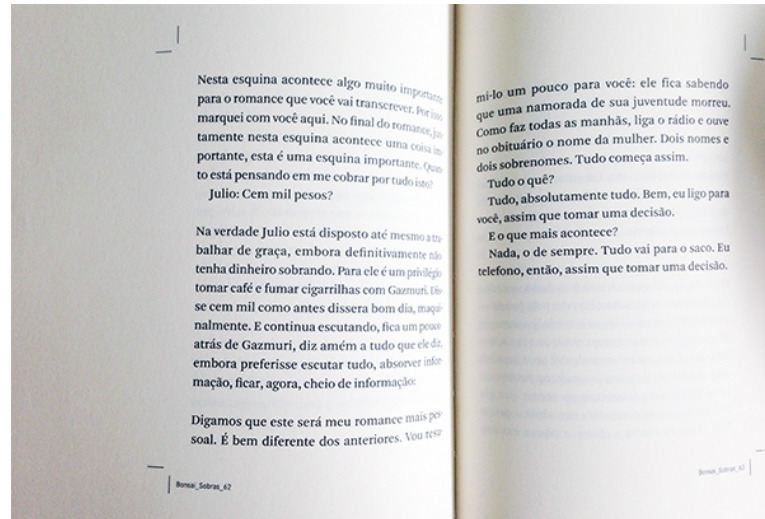 Nesta esquina acontece algo muito importante
para o romance que você vai transcrever. Por isso
marquei com você aqui. No final do romance, jus-
tamente nesta esquina acontece uma coisa im-
portante, esta é uma esquina importante. Quan-
to está pensando em me cobrar por tudo isto?
Julio: Cem mil pesos?
Na verdade Julio está disposto até mesmo a tra-
balhar de graça, embora definitivamente não
tenha dinheiro sobrando. Para ele é um privilégio
tomar café e fumar cigarrilhas com Gazmuri. Dis-
se cem mil como antes dissera bom dia, maqui-
nalmente. E continua escutando, fica um pouco
atrás de Gazmuri, diz amém a tudo que ele diz,
embora preferisse escutar tudo, absorver infor-
mação, ficar, agora, cheio de informação:
Digamos que este será meu romance mais pes-
soal. É bem diferente dos anteriores. Vou resu-
Bonsai_Sobras_62
mi-lo um pouco para você: ele fica sabendo
que uma namorada de sua juventude morreu.
Como faz todas as manhãs, liga o rádio e ouve
no obituário o nome da mulher. Dois nomes e
dois sobrenomes. Tudo começa assim.
Tudo o quê?
Tudo, absolutamente tudo. Bem, eu ligo para
você, assim que tomar uma decisão.
E o que mais acontece?
Nada, o de sempre. Tudo vai para o saco. Eu
telefono, então, assim que tomar uma decisão.
Bonsai_Sobras_63